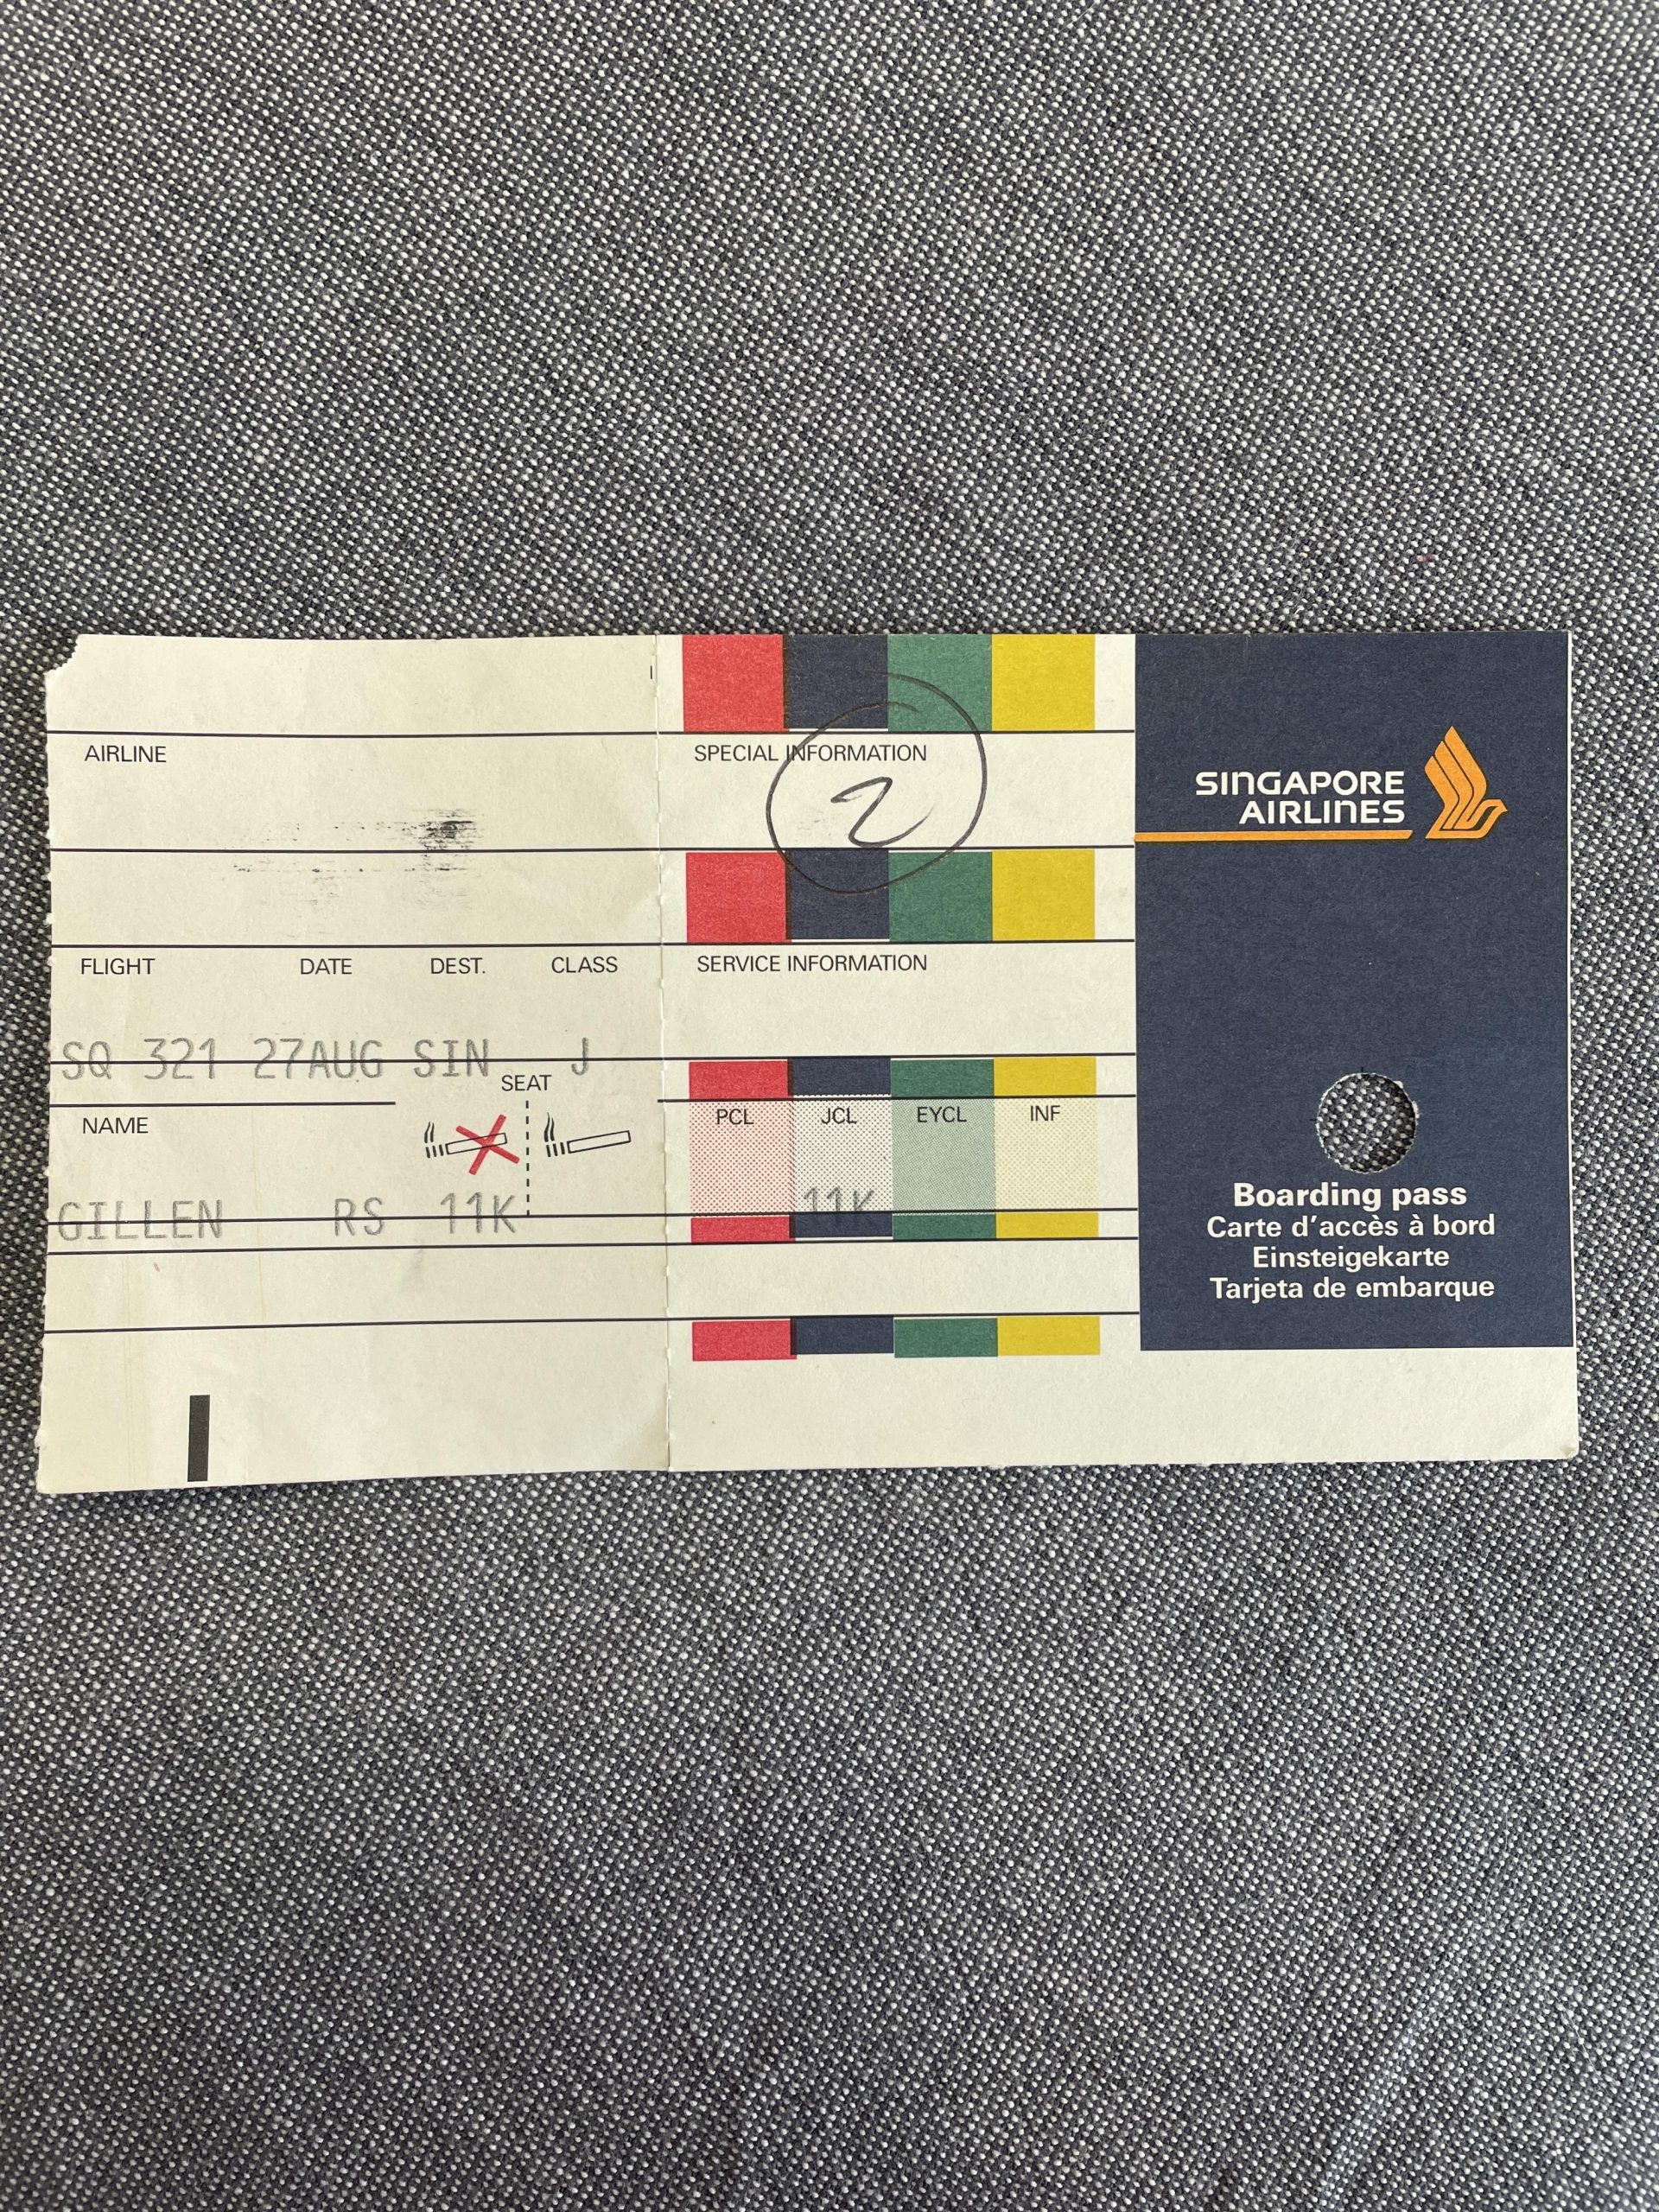 AIRLINE
FLIGHT DATE DEST. CLASS
SQ 321 27AUG SIN J
SEAT
NAME
GILLEN RS 11K
SPECIAL INFORMATION
2
SERVICE INFORMATION
PCL JCL EYCL INF
11K
SINGAPORE
AIRLINES
Boarding pass
Carte d'accès à bord
Einsteigekarte
Tarjeta de embarque